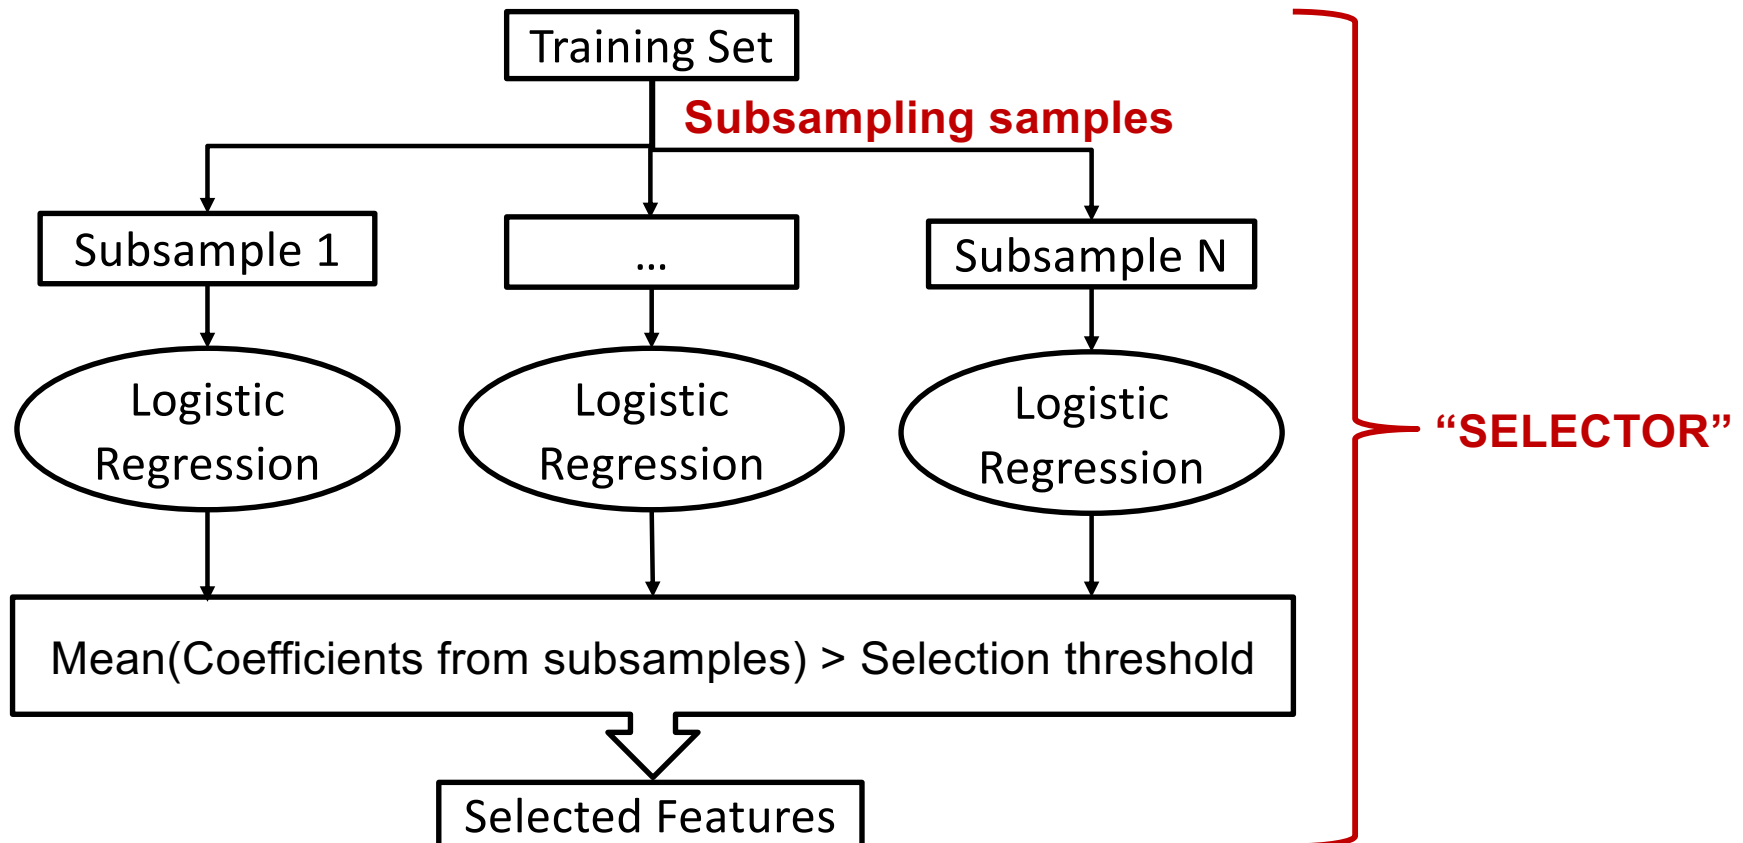 Training Set
Subsampling samples
Subsample 1
...
Subsample N
Logistic
Regression
Logistic
Regression
Logistic
Regression
“SELECTOR”
Mean(Coefficients from subsamples) > Selection threshold
Selected Features